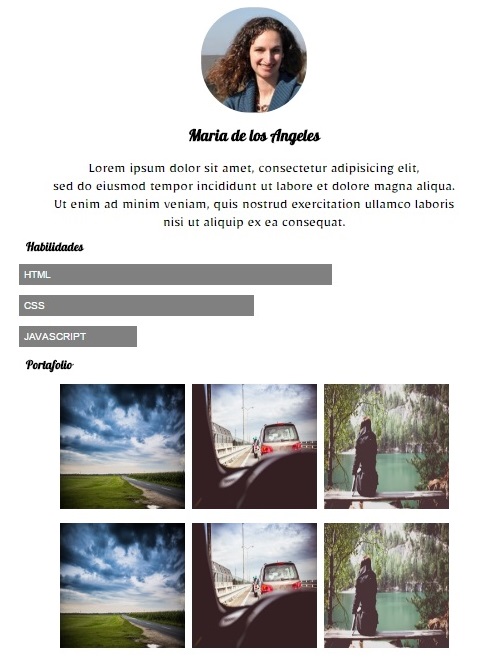 Maria de los Angeles
Lorem ipsum dolor sit amet, consectetur adipisicing elit,
sed do eiusmod tempor incididunt ut labore et dolore magna aliqua.
Ut enim ad minim veniam, quis nostrud exercitation ullamco laboris
nisi ut aliquip ex ea consequat.
Habilidades
HTML
CSS
JAVASCRIPT
Portafolio